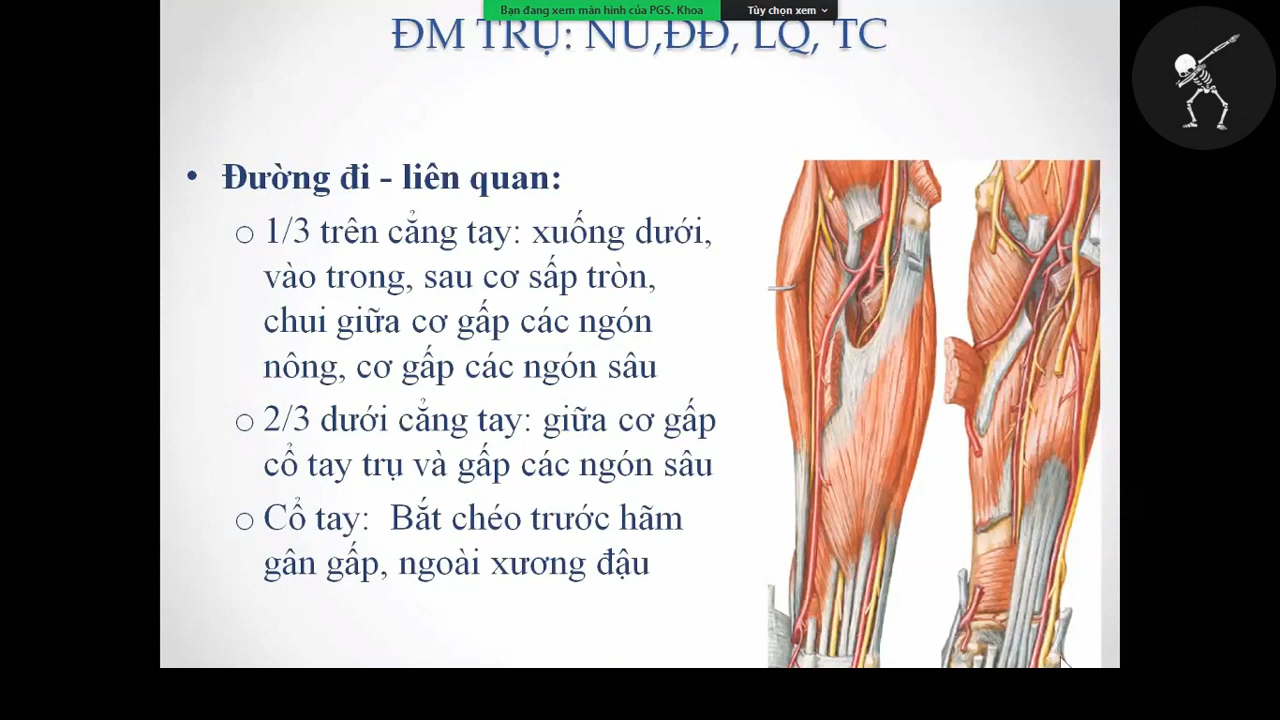 Bạn đang xem màn hình của PGS. Khoa
Tùy chọn xem
ĐM TRỤ: NU,ĐĐ, LQ, TC
• Đường đi - liên quan:
o 1/3 trên cẳng tay: xuống dưới,
vào trong, sau cơ sấp tròn,
chui giữa cơ gấp các ngón
nông, cơ gấp các ngón sâu
o 2/3 dưới cẳng tay: giữa cơ gấp
cổ tay trụ và gấp các ngón sâu
o Cổ tay: Bắt chéo trước hãm
gân gấp, ngoài xương đậu